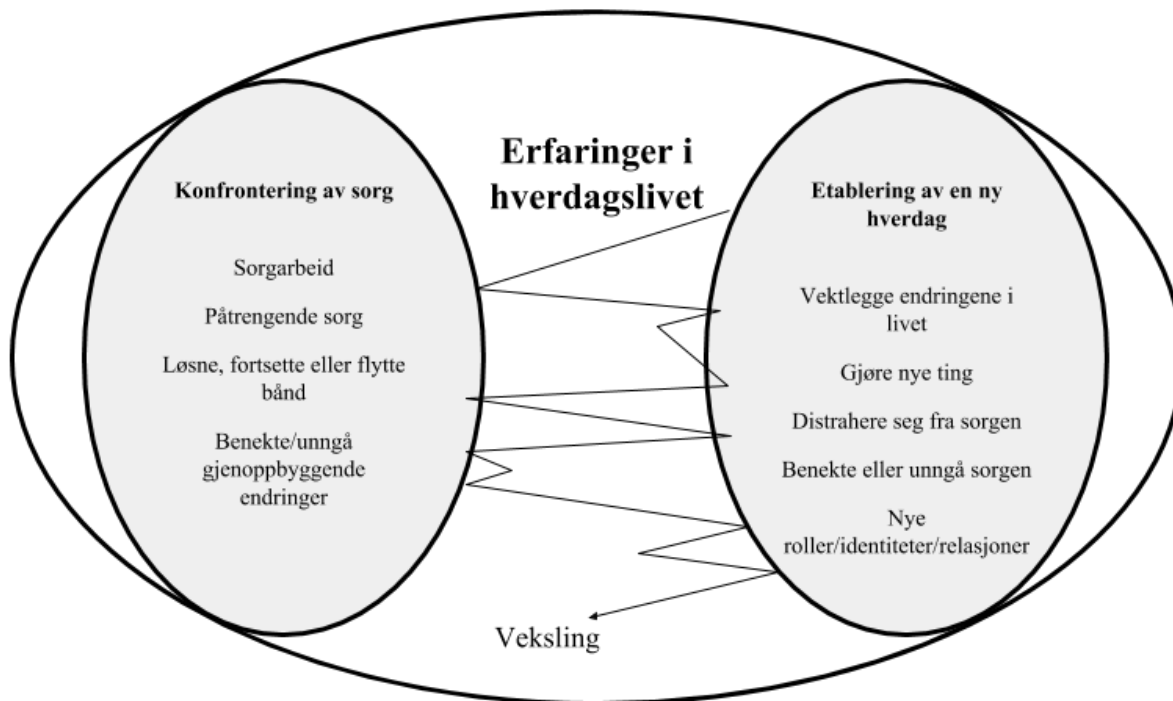 Erfaringer i
hverdagslivet
Konfrontering av sorg
Sorgarbeid
Påtrengende sorg
Løsne, fortsette eller flytte
bånd
Benekte/unngå
gjenoppbyggende
endringer
Etablering av en ny
hverdag
Vektlegge endringene i
livet
Gjøre nye ting
Distrahere seg fra sorgen
Benekte eller unngå sorgen
Nye
roller/identiteter/relasjoner
Veksling